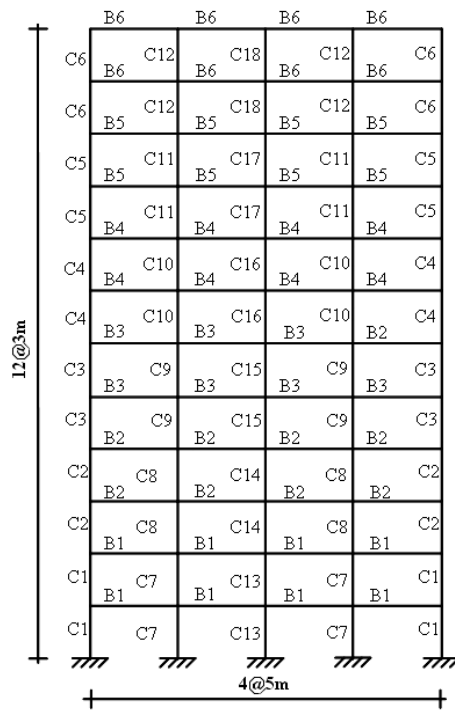 B6 B6 B6 B6
C6 C12 C18 C12 C6
B6 B6 B6 B6
C6 C12 C18 C12 C6
B5 B5 B5 B5
C5 C11 C17 C11 C5
B5 B5 B5 B5
C5 C11 C17 C11 C5
B4 B4 B4 B4
C4 C10 C16 C10 C4
B4 B4 B4 B4
C4 C10 C16 C10 C4
B3 B3 B3 B2
12@3m
C3 C9 C15 C9 C3
B3 B3 B3 B3
C3 C9 C15 C9 C3
B2 B2 B2 B2
C2 C8 C14 C8 C2
B2 B2 B2 B2
C2 C8 C14 C8 C2
B1 B1 B1 B1
C1 C7 C13 C7 C1
B1 B1 B1 B1
C1 C7 C13 C7 C1
4@5m